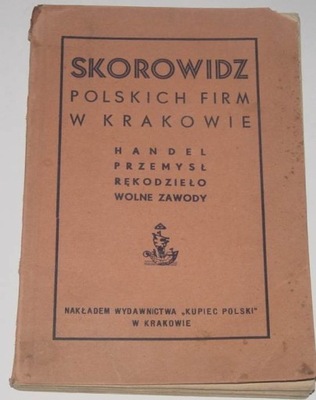 SKOROWIDZ
POLSKICH FIRM
W KRAKOWIE
HANDEL
PRZEMYSŁ
RĘKODZIEŁO
WOLNE ZAWODY
NAKŁADEM WYDAWNICTWA „KUPIEC POLSKI"
W KRAKOWIE